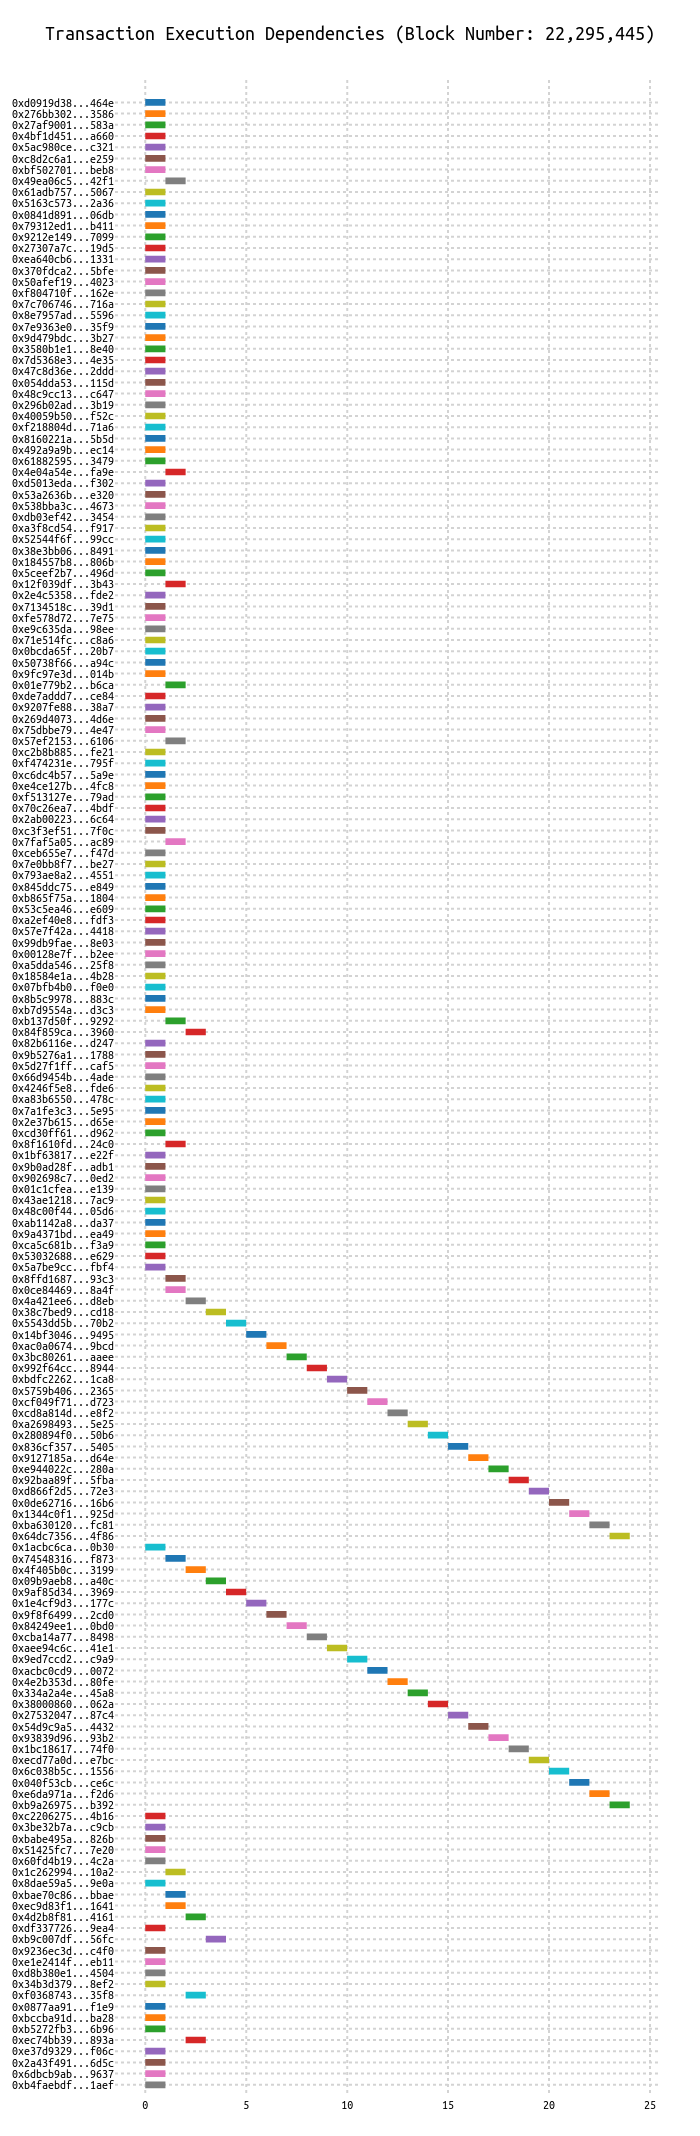 Transaction Execution Dependencies (Block Number: 22,295,445)
0xd0919d38...464e
0x276bb302...3586
0x27af9001...583a
0x4bf1d451...a660
0x5ac980ce...c321
0xc8d2c6a1...e259
0xbf502701...beb8
0x49ea06c5...42f1
0x61adb757...5067
0x5163c573...2a36
0x0841d891...06db
0x79312ed1...b411
0x9212e149...7099
0x27307a7c...19d5
0xea640cb6...1331
0x370fdca2...5bfe
0x50afef19...4023
0xf804710f...162e
0x7c706746...716a
0x8e7957ad...5596
0x7e9363e0...35f9
0x9d479bdc...3b27
0x3580b1e1...8e40
0x7d5368e3...4e35
0x47c8d36e...2ddd
0x054dda53...115d
0x48c9cc13...c647
0x296b02ad...3b19
0x40059b50...f52c
0xf218804d...71a6
0x8160221a...5b5d
0x492a9a9b...ec14
0x61882595...3479
0x4e04a54e...fa9e
0xd5013eda...f302
0x53a2636b...e320
0x538bba3c...4673
0xdb03ef42...3454
0xa3f8cd54...f917
0x52544f6f...99cc
0x38e3bb06...8491
0x184557b8...806b
0x5ceef2b7...496d
0x12f039df...3b43
0x2e4c5358...fde2
0x7134518c...39d1
0xfe578d72...7e75
0xe9c635da...98ee
0x71e514fc...c8a6
0x0bcda65f...20b7
0x50738f66...a94c
0x9fc97e3d...014b
0x01e779b2...b6ca
0xde7addd7...ce84
0x9207fe88...38a7
0x269d4073...4d6e
0x75dbbe79...4e47
0x57ef2153...6106
0xc2b8b885...fe21
0xf474231e...795f
0xc6dc4b57...5a9e
0xe4ce127b...4fc8
0xf513127e...79ad
0x70c26ea7...4bdf
0x2ab00223...6c64
0xc3f3ef51...7f0c
0x7faf5a05...ac89
0xceb655e7...f47d
0x7e0bb8f7...be27
0x793ae8a2...4551
0x845ddc75...e849
0xb865f75a...1804
0x53c5ea46...e609
0xa2ef40e8...fdf3
0x57e7f42a...4418
0x99db9fae...8e03
0x00128e7f...b2ee
0xa5dda546...25f8
0x18584e1a...4b28
0x07bfb4b0...f0e0
0x8b5c9978...883c
0xb7d9554a...d3c3
0xb137d50f...9292
0x84f859ca...3960
0x82b6116e...d247
0x9b5276a1...1788
0x5d27f1ff...caf5
0x66d9454b...4ade
0x4246f5e8...fde6
0xa83b6550...478c
0x7a1fe3c3...5e95
0x2e37b615...d65e
0xcd30ff61...d962
0x8f1610fd...24c0
0x1bf63817...e22f
0x9b0ad28f...adb1
0x902698c7...0ed2
0x01c1cfea...e139
0x43ae1218...7ac9
0x48c00f44...05d6
0xab1142a8...da37
0x9a4371bd...ea49
0xca5c681b...f3a9
0x53032688...e629
0x5a7be9cc...fbf4
0x8ffd1687...93c3
0x0ce84469...8a4f
0x4a421ee6...d8eb
0x38c7bed9...cd18
0x5543dd5b...70b2
0x14bf3046...9495
0xac0a0674...9bcd
0x3bc80261...aaee
0x992f64cc...8944
0xbdfc2262...1ca8
0x5759b406...2365
0xcf049f71...d723
0xcd8a814d...e8f2
0xa2698493...5e25
0x280894f0...50b6
0x836cf357...5405
0x9127185a...d64e
0xe944022c...280a
0x92baa89f...5fba
0xd866f2d5...72e3
0x0de62716...16b6
0x1344c0f1...925d
0xba630120...fc81
0x64dc7356...4f86
0x1acbc6ca...0b30
0x74548316...f873
0x4f405b0c...3199
0x09b9aeb8...a40c
0x9af85d34...3969
0x1e4cf9d3...177c
0x9f8f6499...2cd0
0x84249ee1...0bd0
0xcba14a77...8498
0xaee94c6c...41e1
0x9ed7ccd2...c9a9
0xacbc0cd9...0072
0x4e2b353d...80fe
0x334a2a4e...45a8
0x38000860...062a
0x27532047...87c4
0x54d9c9a5...4432
0x93839d96...93b2
0x1bc18617...74f0
0xecd77a0d...e7bc
0x6c038b5c...1556
0x040f53cb...ce6c
0xe6da971a...f2d6
0xb9a26975...b392
0xc2206275...4b16
0x3be32b7a...c9cb
0xbabe495a...826b
0x51425fc7...7e20
0x60fd4b19...4c2a
0x1c262994...10a2
0x8dae59a5...9e0a
0xbae70c86...bbae
0xec9d83f1...1641
0x4d2b8f81...4161
0xdf337726...9ea4
0xb9c007df...56fc
0x9236ec3d...c4f0
0xe1e2414f...eb11
0xd8b380e1...4504
0x34b3d379...8ef2
0xf0368743...35f8
0x0877aa91...f1e9
0xbccba91d...ba28
0xb5272fb3...6b96
0xec74bb39...893a
0xe37d9329...f06c
0x2a43f491...6d5c
0x6dbcb9ab...9637
0xb4faebdf...1aef
0 5 10 15 20 25